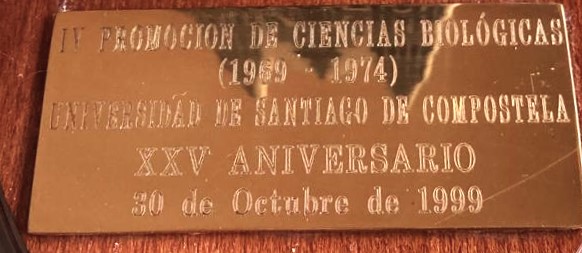 IV PROMOCION DE CIENCIAS BIOLÓGICAS
(1969 - 1974)
UNIVERSIDAD DE SANTIAGO DE COMPOSTELA
XXV ANIVERSARIO
30 de Octubre de 1999